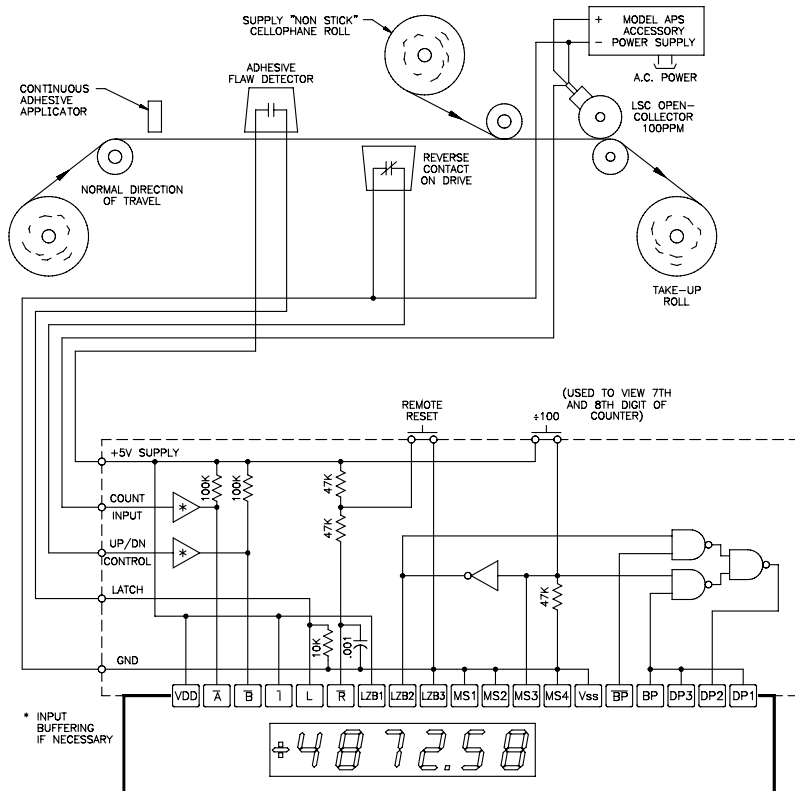 SUPPLY "NON STICK"
CELLOPHANE ROLL
+ MODEL APS
ACCESSORY
− POWER SUPPLY
A.C. POWER
CONTINUOUS
ADHESIVE
APPLICATOR
ADHESIVE
FLAW DETECTOR
LSC OPEN-
COLLECTOR
100PPM
REVERSE
CONTACT
ON DRIVE
NORMAL DIRECTION
OF TRAVEL
TAKE-UP
ROLL
REMOTE
RESET
÷100
(USED TO VIEW 7TH
AND 8TH DIGIT OF
COUNTER)
+5V SUPPLY
100K
100K
47K
COUNT
INPUT
*
47K
UP/DN
CONTROL
*
LATCH
47K
10K
.001
GND
VDD A̅ B̅ 1̅ L R̅ LZB1 LZB2 LZB3 MS1 MS2 MS3 MS4 Vss B̅P̅ BP DP3 DP2 DP1
* INPUT
BUFFERING
IF NECESSARY
+4872.58